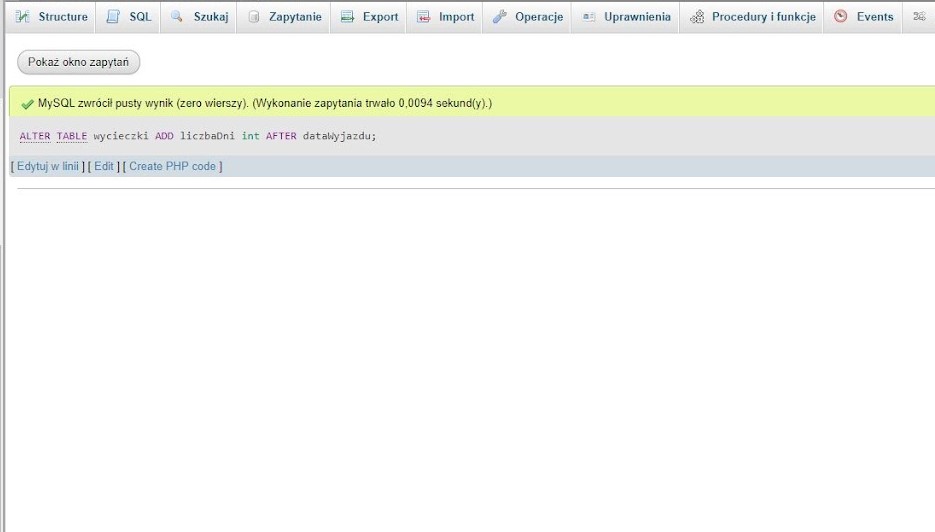 Structure SQL Szukaj Zapytanie Export Import Operacje Uprawnienia Procedury i funkcje Events
Pokaż okno zapytań
MySQL zwrócił pusty wynik (zero wierszy). (Wykonanie zapytania trwało 0,0094 sekund(y).)
ALTER TABLE wycieczki ADD liczbaDni int AFTER dataWyjazdu;
[ Edytuj w linii ] [ Edit ] [ Create PHP code ]